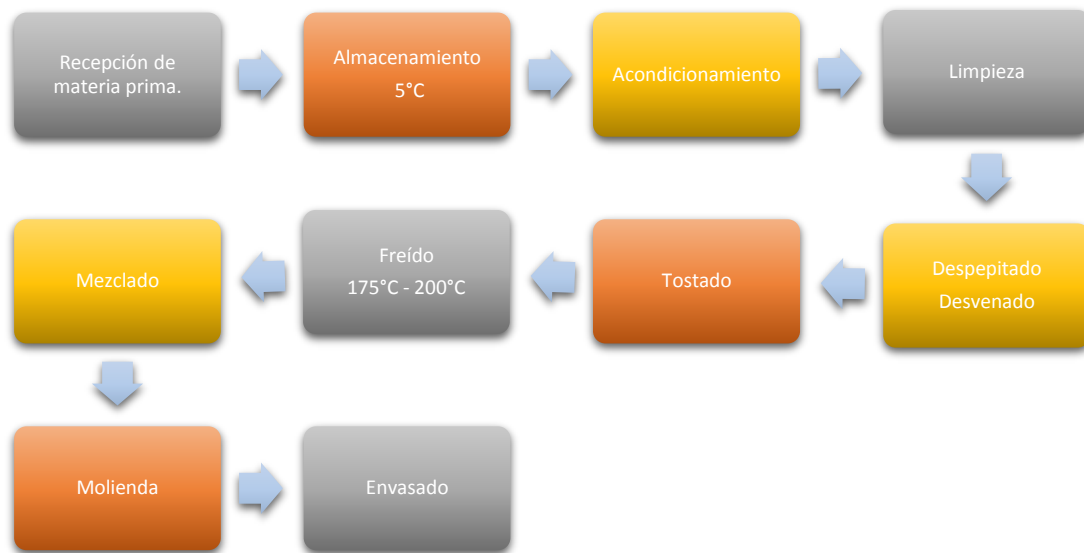 Recepción de
materia prima.
Almacenamiento
5°C
Acondicionamiento
Limpieza
Despepitado
Desvenado
Tostado
Freído
175°C - 200°C
Mezclado
Molienda
Envasado